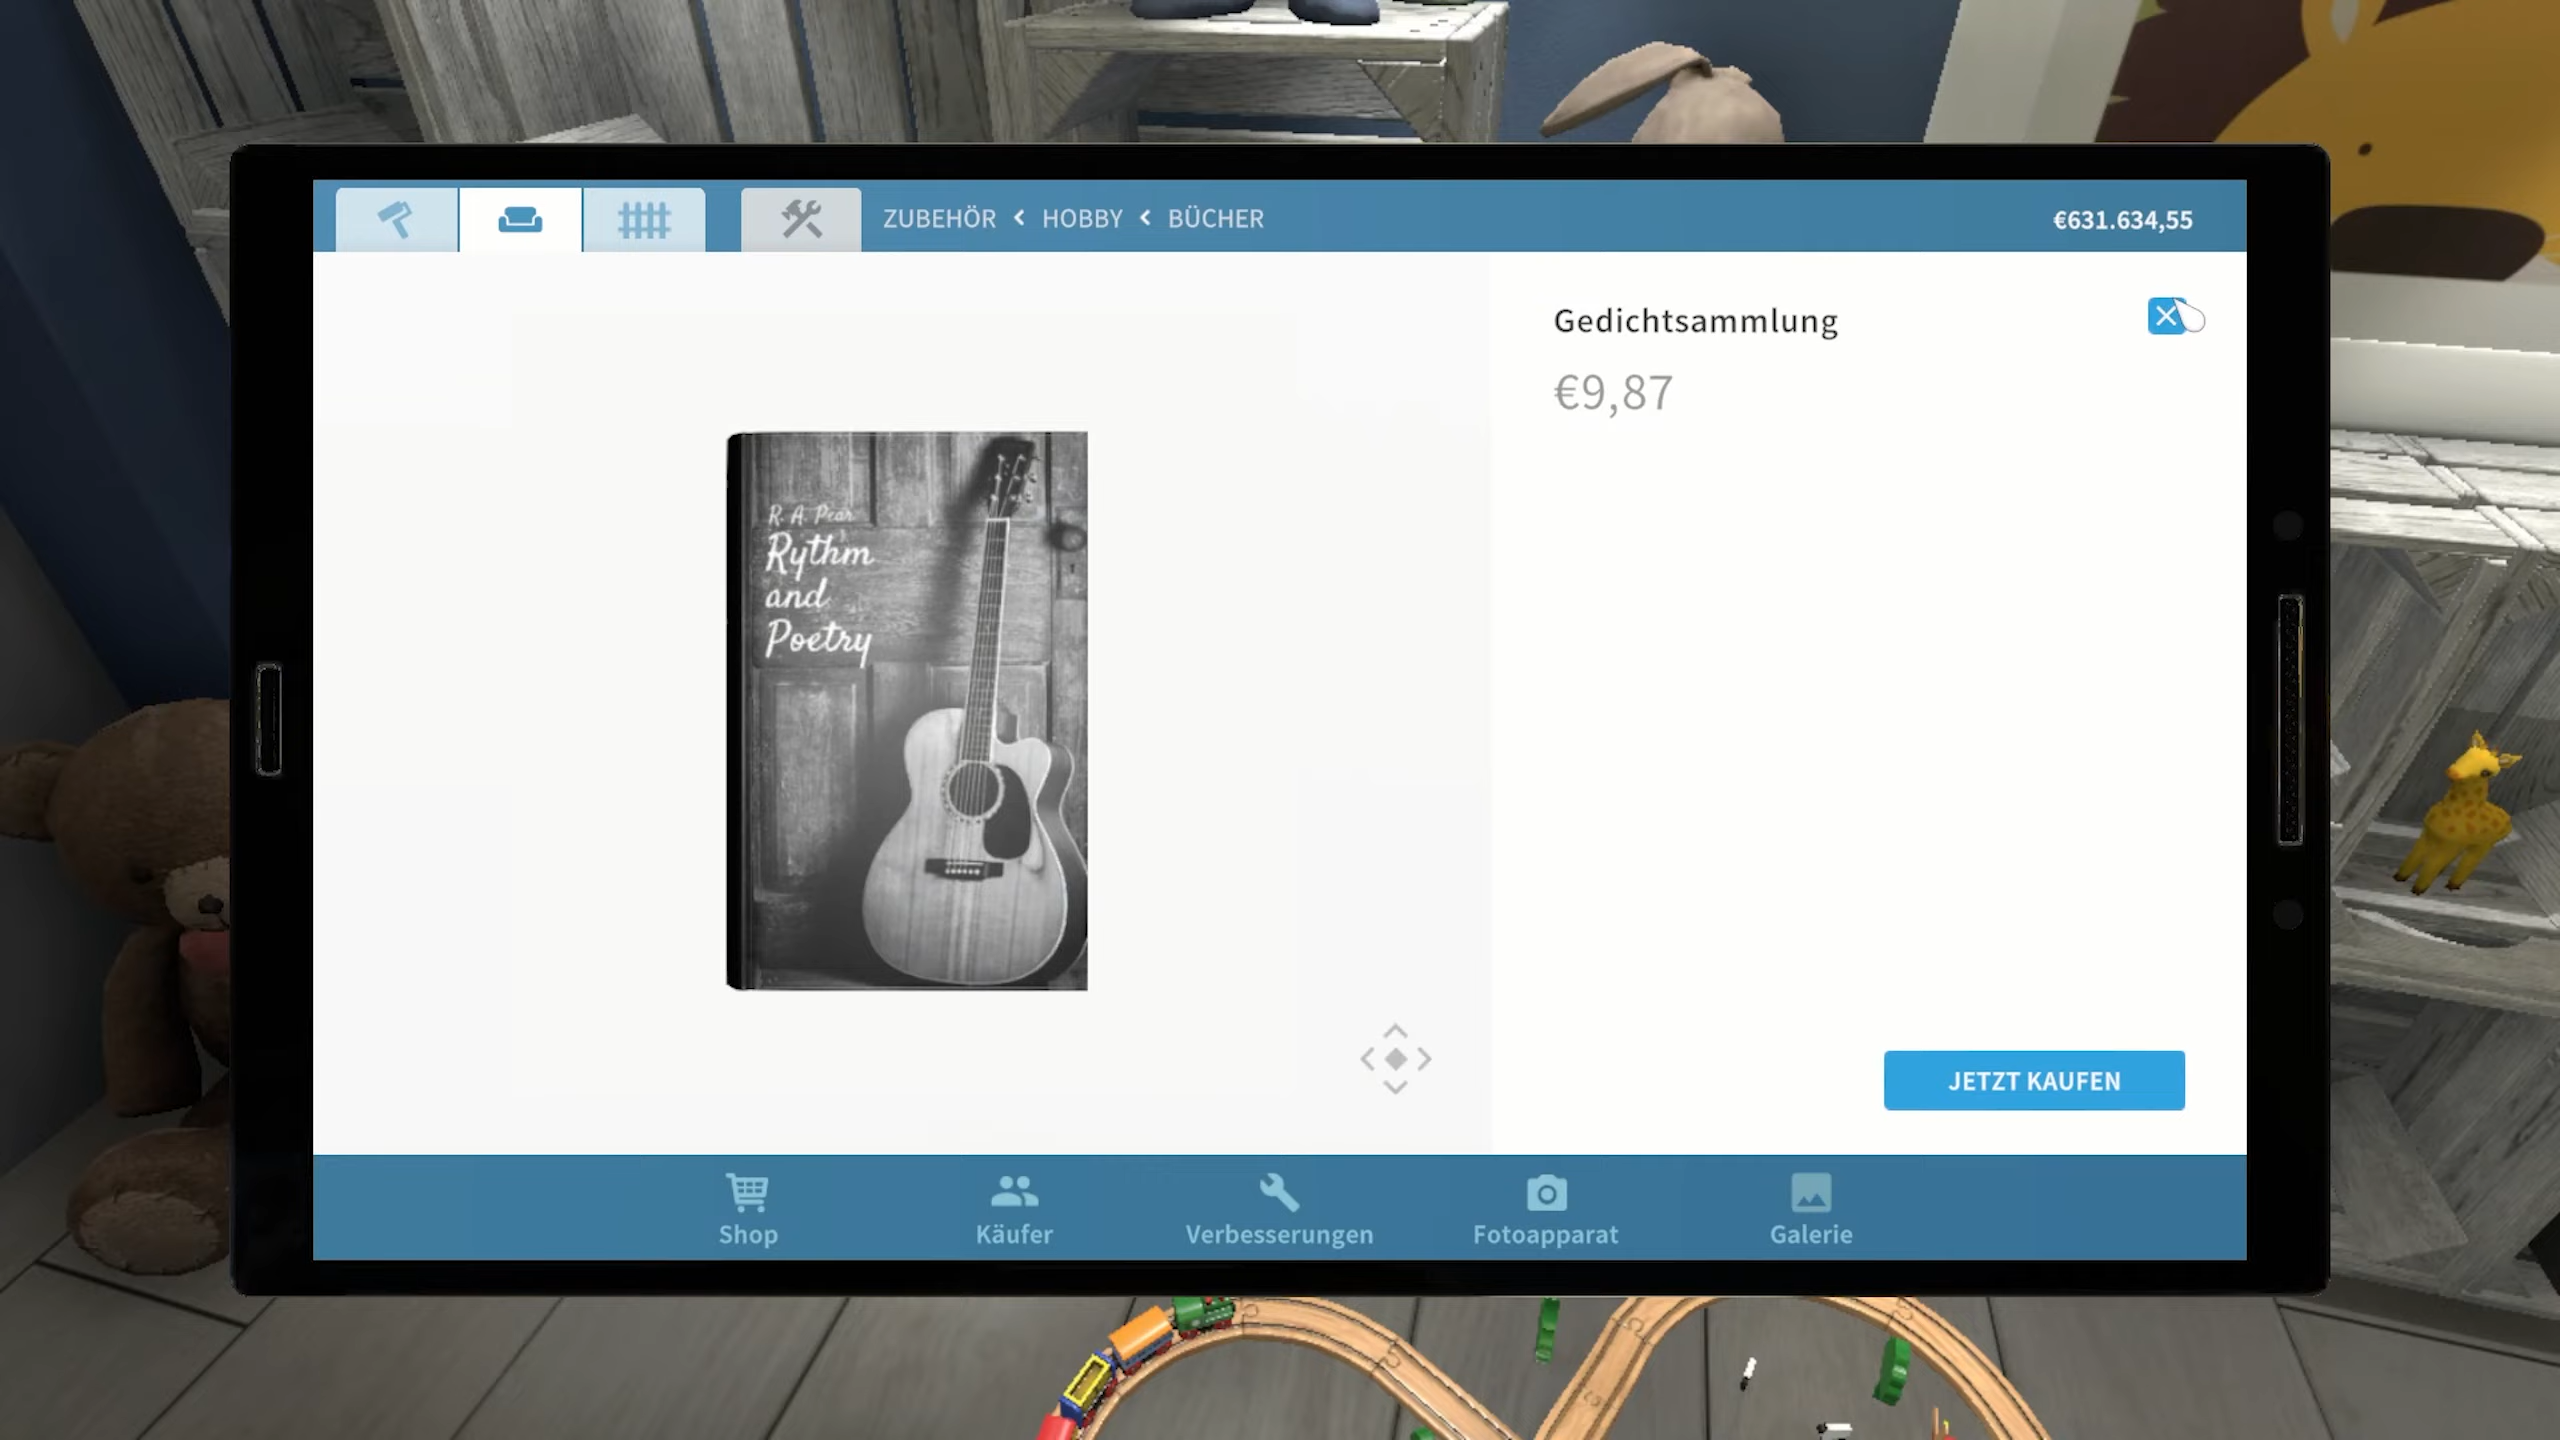 ZUBEHÖR < HOBBY < BÜCHER
€631.634,55
Gedichtsammlung
€9,87
R. A. Pear
Rythm
and
Poetry
JETZT KAUFEN
Shop
Käufer
Verbesserungen
Fotoapparat
Galerie